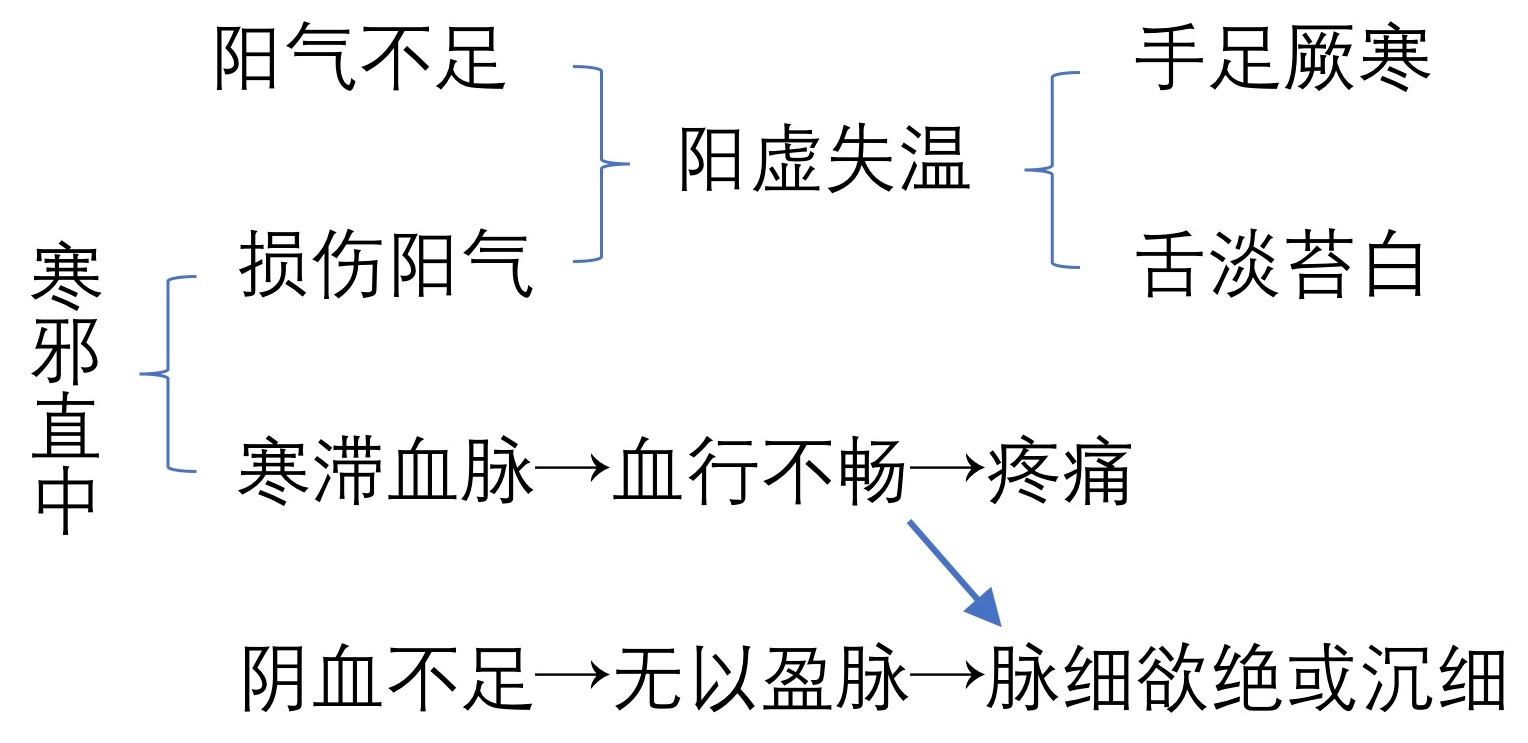 阳气不足
手足厥寒
阳虚失温
损伤阳气
舌淡苔白
寒邪直中
寒滞血脉→血行不畅→疼痛
阴血不足→无以盈脉→脉细欲绝或沉细